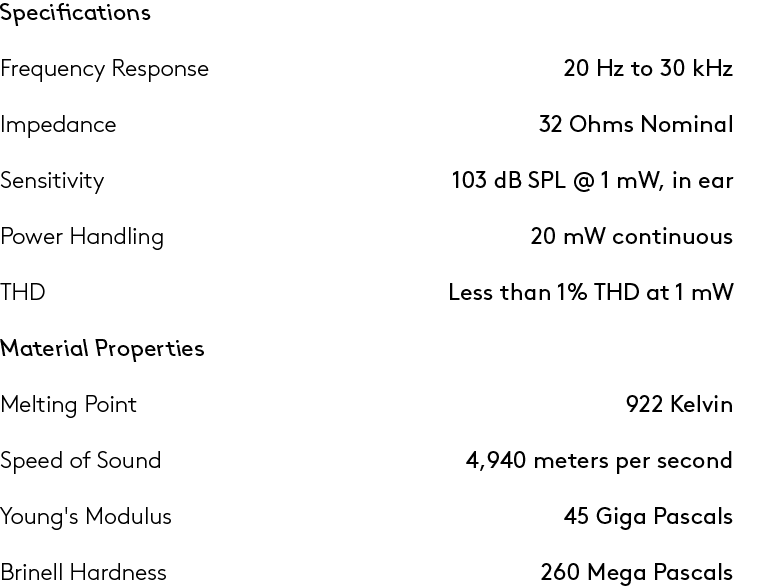 Specifications
Frequency Response 20 Hz to 30 kHz
Impedance 32 Ohms Nominal
Sensitivity 103 dB SPL @ 1 mW, in ear
Power Handling 20 mW continuous
THD Less than 1% THD at 1 mW
Material Properties
Melting Point 922 Kelvin
Speed of Sound 4,940 meters per second
Young's Modulus 45 Giga Pascals
Brinell Hardness 260 Mega Pascals